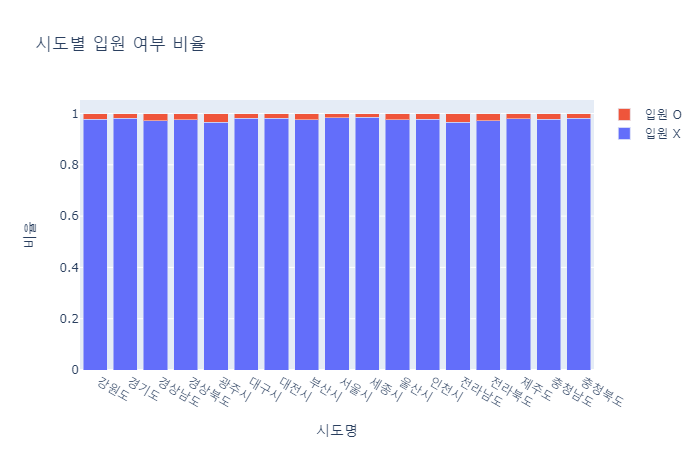 시도별 입원 여부 비율
입원 O
입원 X
1
0.8
0.6
0.4
0.2
0
비율
강원도
경기도
경상남도
경상북도
광주시
대구시
대전시
부산시
서울시
세종시
울산시
인천시
전라남도
전라북도
제주도
충청남도
충청북도
시도명